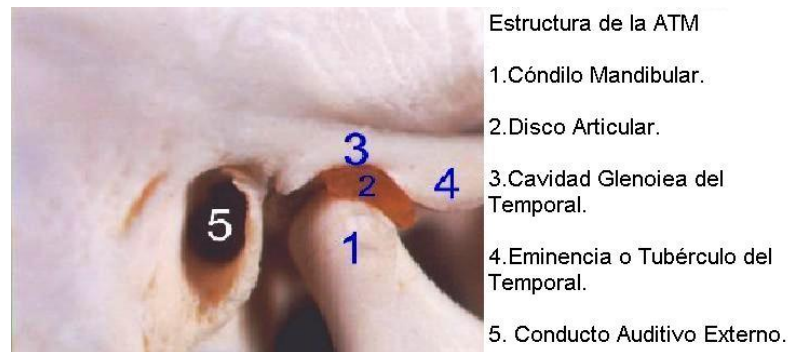 Estructura de la ATM
1.Cóndilo Mandibular.
2.Disco Articular.
3.Cavidad Glenoiea del
Temporal.
4.Eminencia o Tubérculo del
Temporal.
5. Conducto Auditivo Externo.
3
2
4
5
1